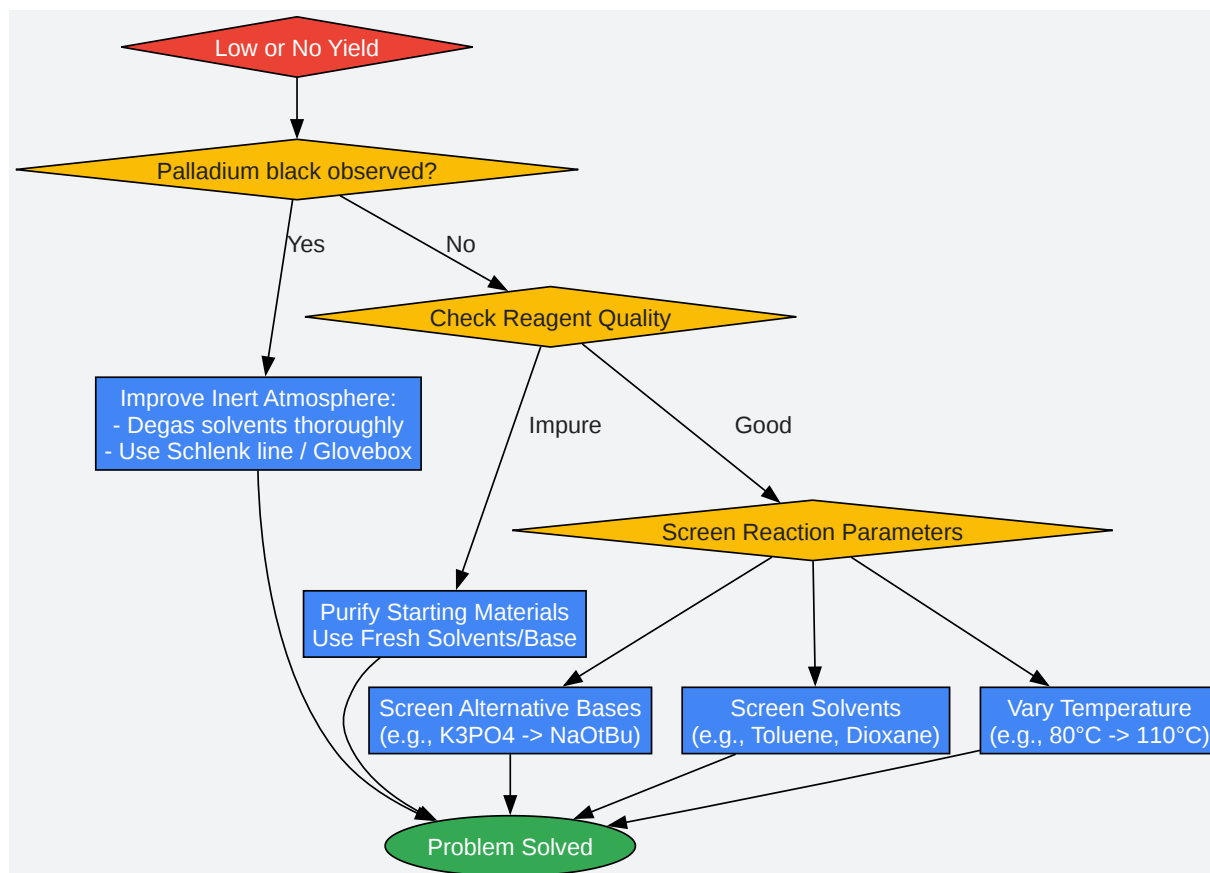 Low or No Yield
Palladium black observed?
Yes
No
Check Reagent Quality
Improve Inert Atmosphere:
- Degas solvents thoroughly
- Use Schlenk line / Glovebox
Impure
Good
Screen Reaction Parameters
Purify Starting Materials
Use Fresh Solvents/Base
Screen Alternative Bases
(e.g., K3PO4 -> NaOtBu)
Screen Solvents
(e.g., Toluene, Dioxane)
Vary Temperature
(e.g., 80°C -> 110°C)
Problem Solved